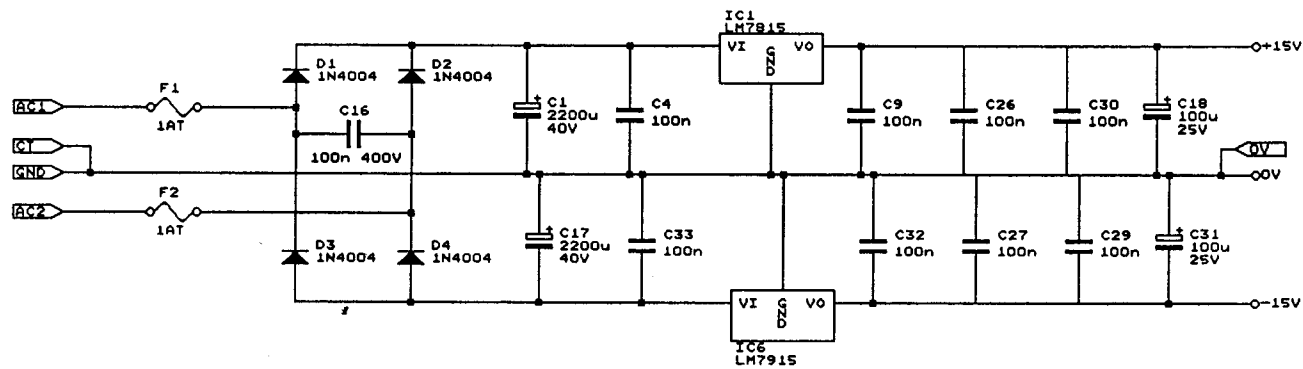 IC1
LM7815
VI
GND
VO
+15V
D1
1N4004
D2
1N4004
F1
1AT
AC1
C16
100n 400V
C1
2200u
40V
C4
100n
C9
100n
C26
100n
C30
100n
C18
100u
25V
CT
GND
0V
0V
F2
1AT
AC2
D3
1N4004
D4
1N4004
C17
2200u
40V
C33
100n
C32
100n
C27
100n
C29
100n
C31
100u
25V
VI
GND
VO
-15V
IC6
LM7915